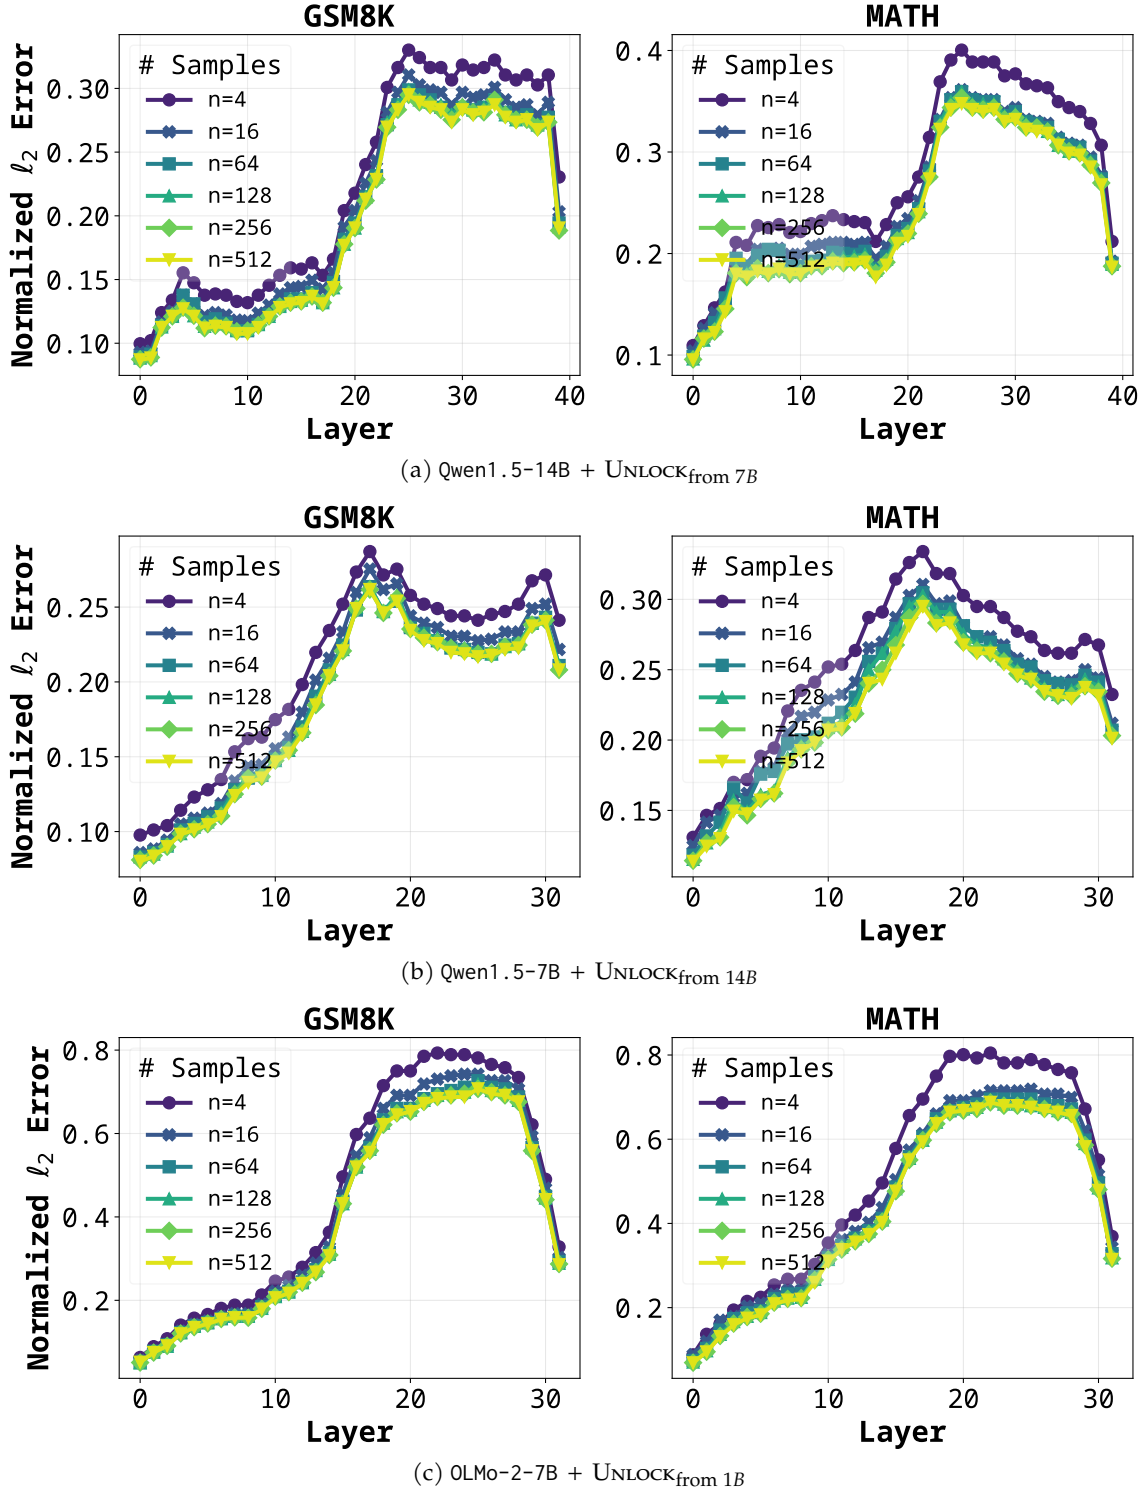 GSM8K MATH
Normalized ℓ2 Error
# Samples # Samples
n=4 n=4
n=16 n=16
n=64 n=64
n=128 n=128
n=256 n=256
n=512 n=512
0.30
0.25
0.20
0.15
0.10
0.4
0.3
0.2
0.1
0 10 20 30 40 0 10 20 30 40
Layer Layer
(a) Qwen1.5-14B + UNLOCKfrom 7B
GSM8K MATH
Normalized ℓ2 Error
# Samples # Samples
n=4 n=4
n=16 n=16
n=64 n=64
n=128 n=128
n=256 n=256
n=512 n=512
0.25
0.20
0.15
0.10
0.30
0.25
0.20
0.15
0 10 20 30 0 10 20 30
Layer Layer
(b) Qwen1.5-7B + UNLOCKfrom 14B
GSM8K MATH
Normalized ℓ2 Error
# Samples # Samples
n=4 n=4
n=16 n=16
n=64 n=64
n=128 n=128
n=256 n=256
n=512 n=512
0.8
0.6
0.4
0.2
0.8
0.6
0.4
0.2
0 10 20 30 0 10 20 30
Layer Layer
(c) OLMo-2-7B + UNLOCKfrom 1B